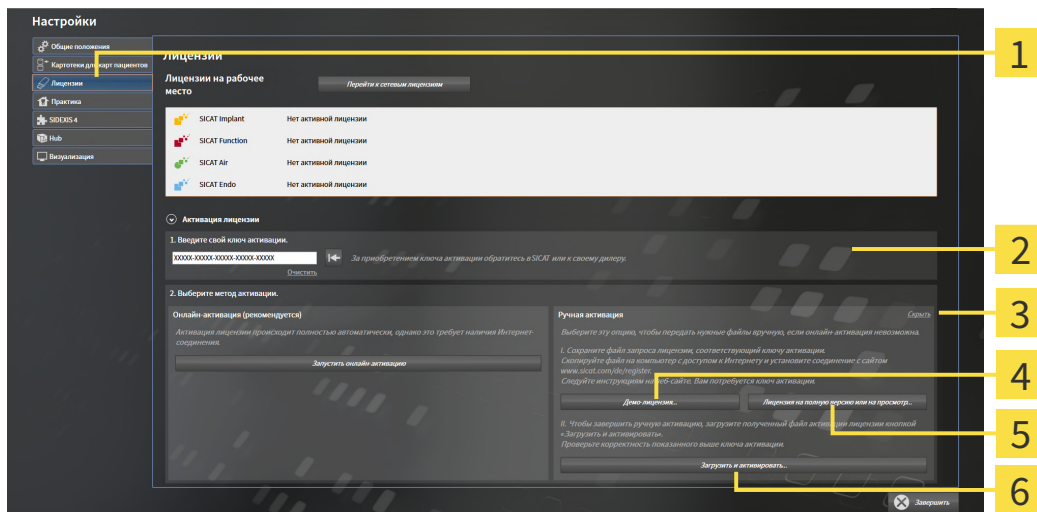 Настройки
Общие положения
Картотеки для карт пациентов
Лицензии
Практика
SIDEXIS 4
Hub
Визуализация
Лицензии
Лицензии на рабочее
место
Перейти к сетевым лицензиям
SICAT Implant Нет активной лицензии
SICAT Function Нет активной лицензии
SICAT Air Нет активной лицензии
SICAT Endo Нет активной лицензии
Активация лицензии
1. Введите свой ключ активации.
XXXXX-XXXXX-XXXXX-XXXXX-XXXXX
За приобретением ключа активации обратитесь в SICAT или к своему дилеру.
Очистить
2. Выберите метод активации.
Онлайн-активация (рекомендуется)
Активация лицензии происходит полностью автоматически, однако это требует наличия Интернет-
соединения.
Запустить онлайн активацию
Ручная активация
Скрыть
Выберите эту опцию, чтобы передать нужные файлы вручную, если онлайн-активация невозможна.
I. Сохраните файл запроса лицензии, соответствующий ключу активации.
Скопируйте файл на компьютер с доступом к Интернету и установите соединение с сайтом
www.sicat.com/de/register.
Следуйте инструкциям на веб-сайте. Вам потребуется ключ активации.
Демо-лицензия...
Лицензия на полную версию или на просмотр...
II. Чтобы завершить ручную активацию, загрузите полученный файл активации лицензии кнопкой
«Загрузить и активировать».
Проверьте корректность показанного выше ключа активации.
Загрузить и активировать...
Завершить
1
2
3
4
5
6